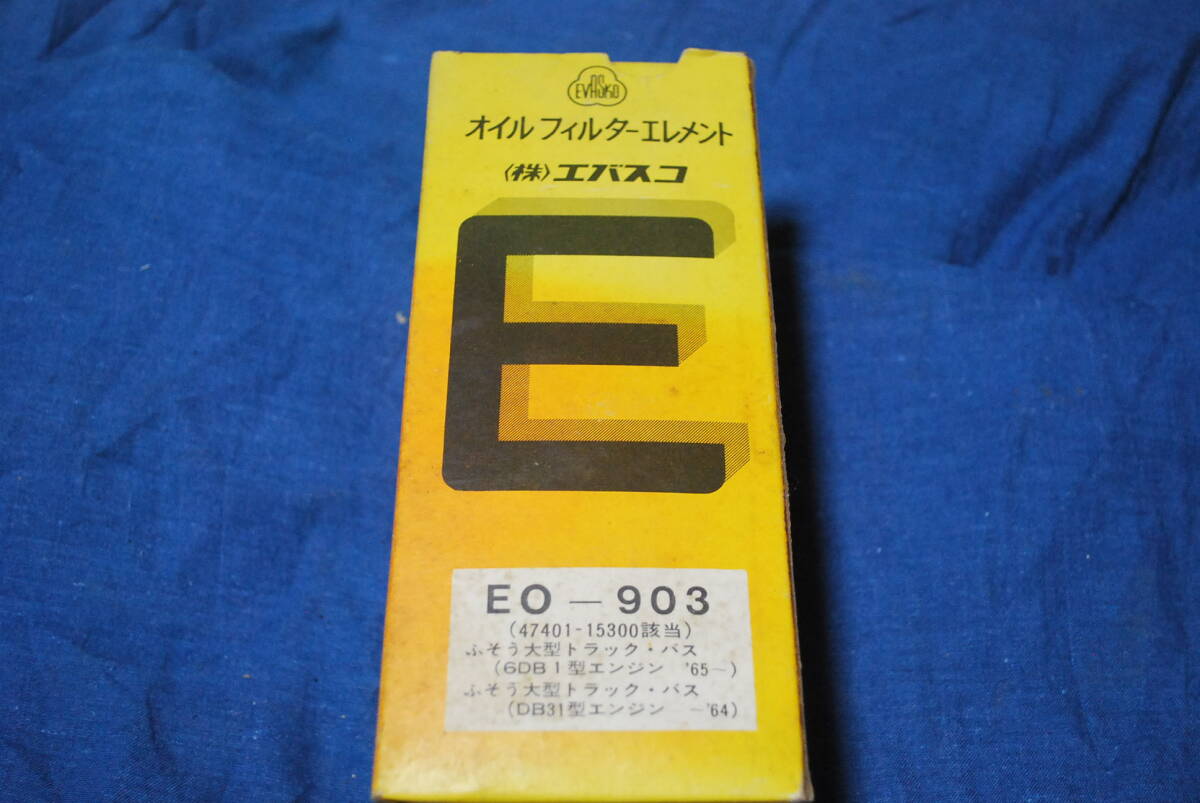 EVASKO
オイルフィルターエレメント
〈株〉エバスコ
E
EO—903
(47401-15300該当)
ふそう大型トラック・バス
(6DB1型エンジン '65~)
ふそう大型トラック・バス
(DB31型エンジン ~'64)